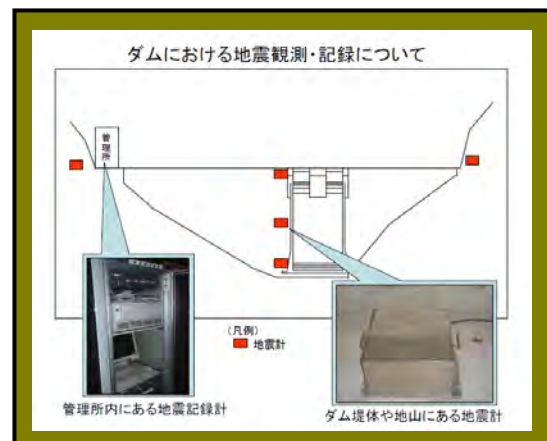 ダムにおける地震観測・記録について
管理所
(凡例)
地震計
管理所内にある地震記録計
ダム堤体や地山にある地震計